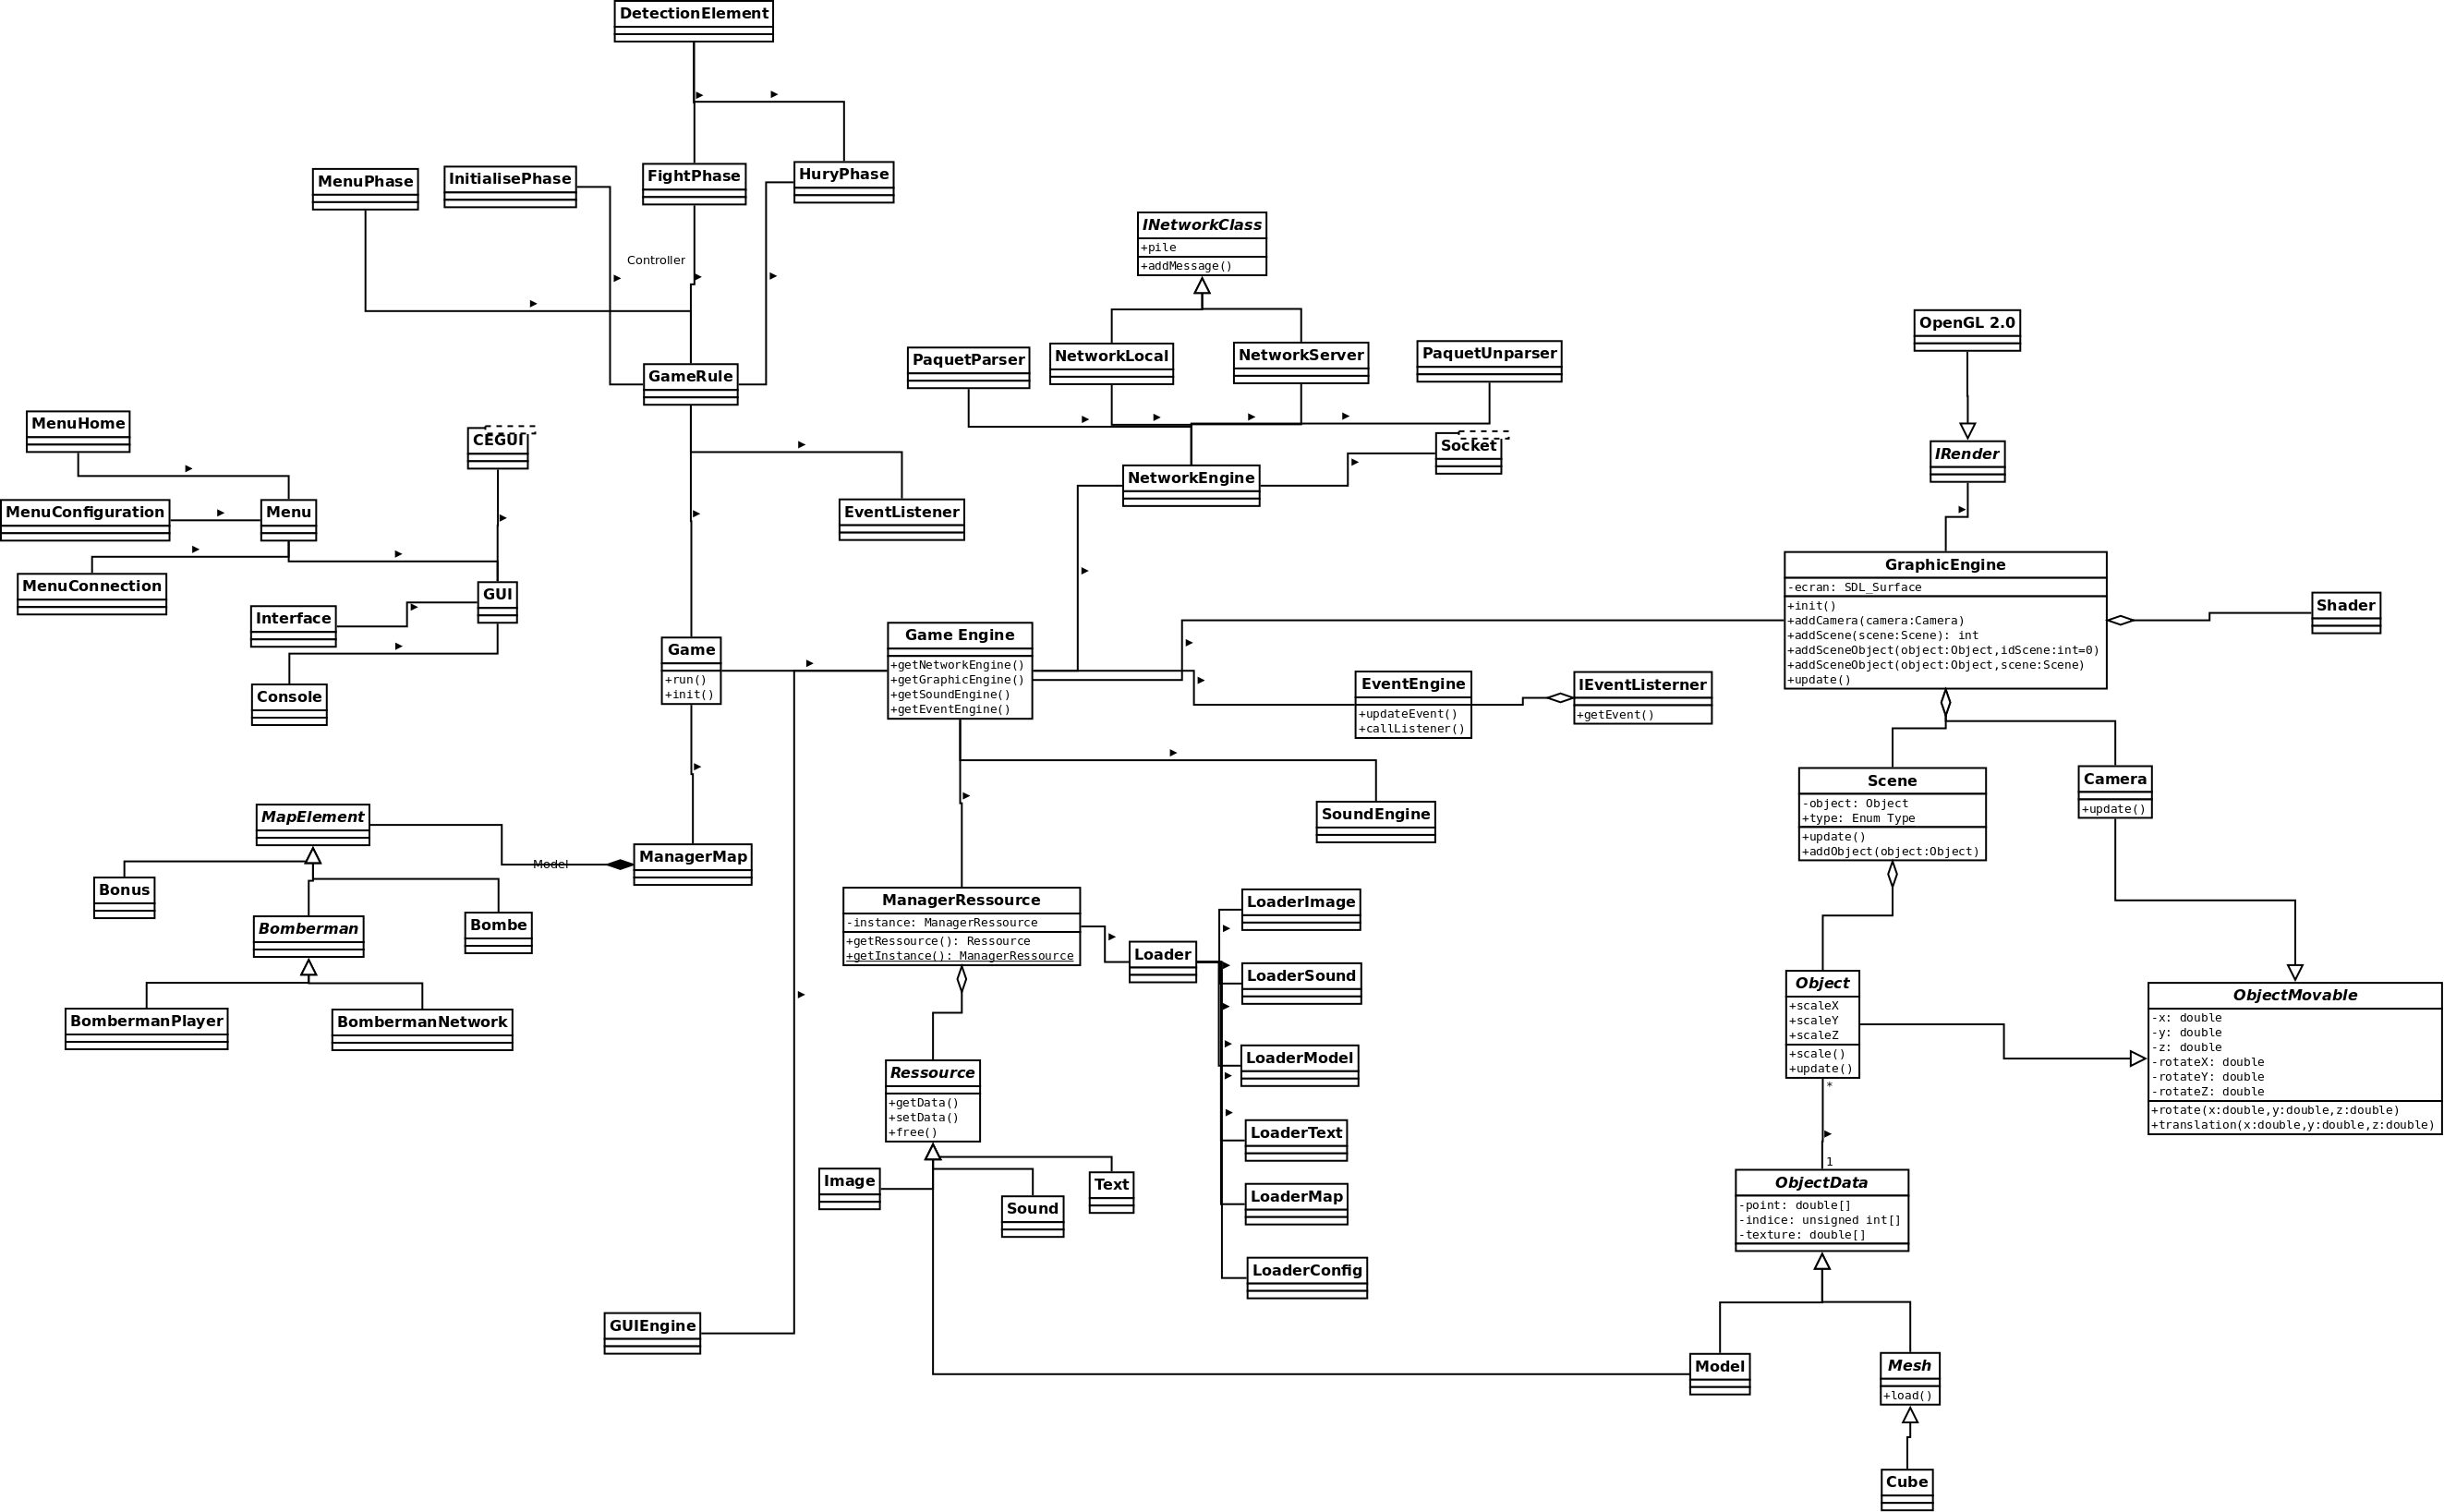 DetectionElement
MenuPhase
InitialisePhase
FightPhase
HuryPhase
Controller
INetworkClass
+pile
+addMessage()
OpenGL 2.0
PaquetParser
NetworkLocal
NetworkServer
PaquetUnparser
GameRule
MenuHome
CEGUI
Socket
IRender
NetworkEngine
MenuConfiguration
Menu
EventListener
MenuConnection
GUI
Interface
Console
GraphicEngine
-ecran: SDL_Surface
+init()
+addCamera(camera:Camera)
+addScene(scene:Scene): int
+addSceneObject(object:Object,idScene:int=0)
+addSceneObject(object:Object,scene:Scene)
+update()
Shader
Game
+run()
+init()
Game Engine
+getNetworkEngine()
+getGraphicEngine()
+getSoundEngine()
+getEventEngine()
EventEngine
+updateEvent()
+callListener()
IEventListerner
+getEvent()
Scene
-object: Object
+type: Enum Type
+update()
+addObject(object:Object)
Camera
+update()
SoundEngine
MapElement
Model
ManagerMap
Bonus
Bomberman
Bombe
BombermanPlayer
BombermanNetwork
ManagerRessource
-instance: ManagerRessource
+getRessource(): Ressource
+getInstance(): ManagerRessource
Loader
LoaderImage
LoaderSound
LoaderModel
LoaderText
LoaderMap
LoaderConfig
Object
+scaleX
+scaleY
+scaleZ
+scale()
+update()
*
1
ObjectMovable
-x: double
-y: double
-z: double
-rotateX: double
-rotateY: double
-rotateZ: double
+rotate(x:double,y:double,z:double)
+translation(x:double,y:double,z:double)
Ressource
+getData()
+setData()
+free()
Image
Sound
Text
ObjectData
-point: double[]
-indice: unsigned int[]
-texture: double[]
GUIEngine
Model
Mesh
+load()
Cube